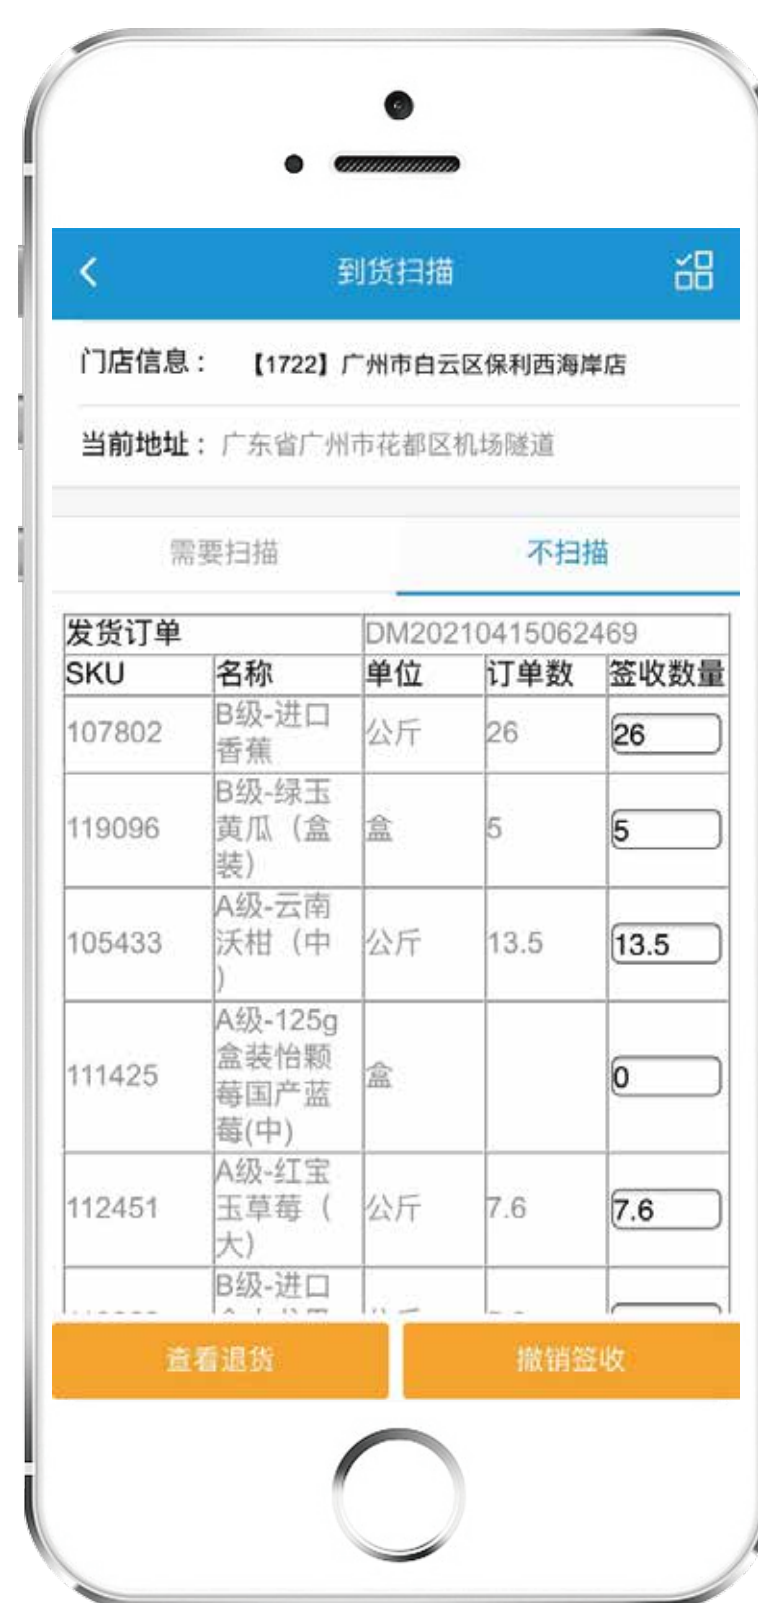 到货扫描
门店信息： 【1722】广州市白云区保利西海岸店
当前地址： 广东省广州市花都区机场隧道
需要扫描 不扫描
发货订单 DM20210415062469
SKU 名称 单位 订单数 签收数量
107802 B级-进口 公斤 26 26
香蕉
B级-绿玉
119096 黄瓜（盒 盒 5 5
装）
A级-云南
105433 沃柑（中 公斤 13.5 13.5
）
A级-125g
盒装怡颗
111425 莓国产蓝 盒 0
莓(中)
A级-红宝
112451 玉草莓（ 公斤 7.6 7.6
大）
B级-进口
查看退货 撤销签收